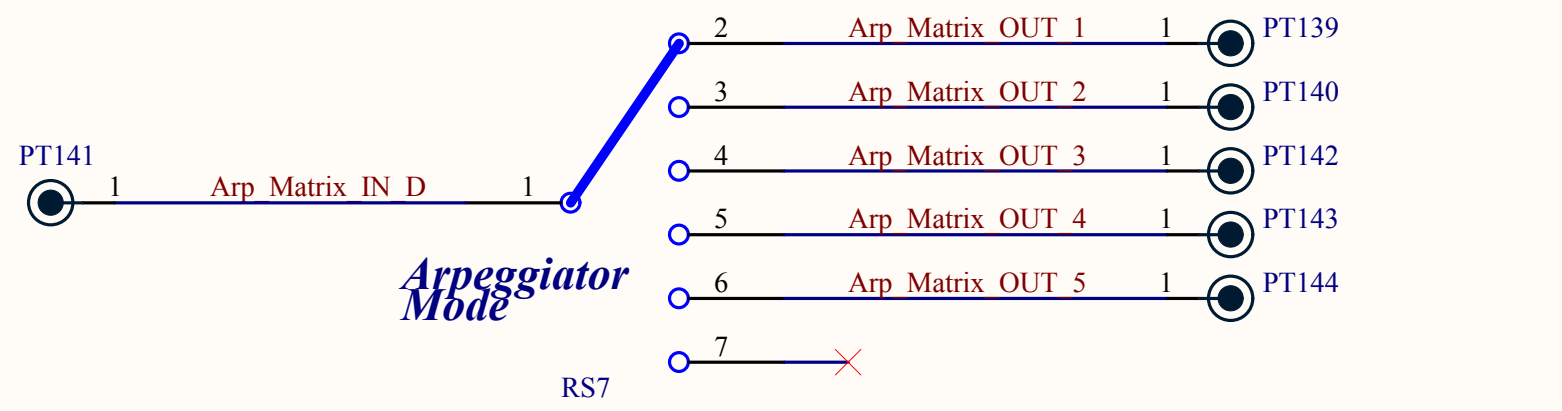 2 Arp_Matrix_OUT_1 1 PT139
3 Arp_Matrix_OUT_2 1 PT140
PT141
4 Arp_Matrix_OUT_3 1 PT142
1 Arp_Matrix_IN_D 1
5 Arp_Matrix_OUT_4 1 PT143
Arpeggiator
Mode
6 Arp_Matrix_OUT_5 1 PT144
7
RS7